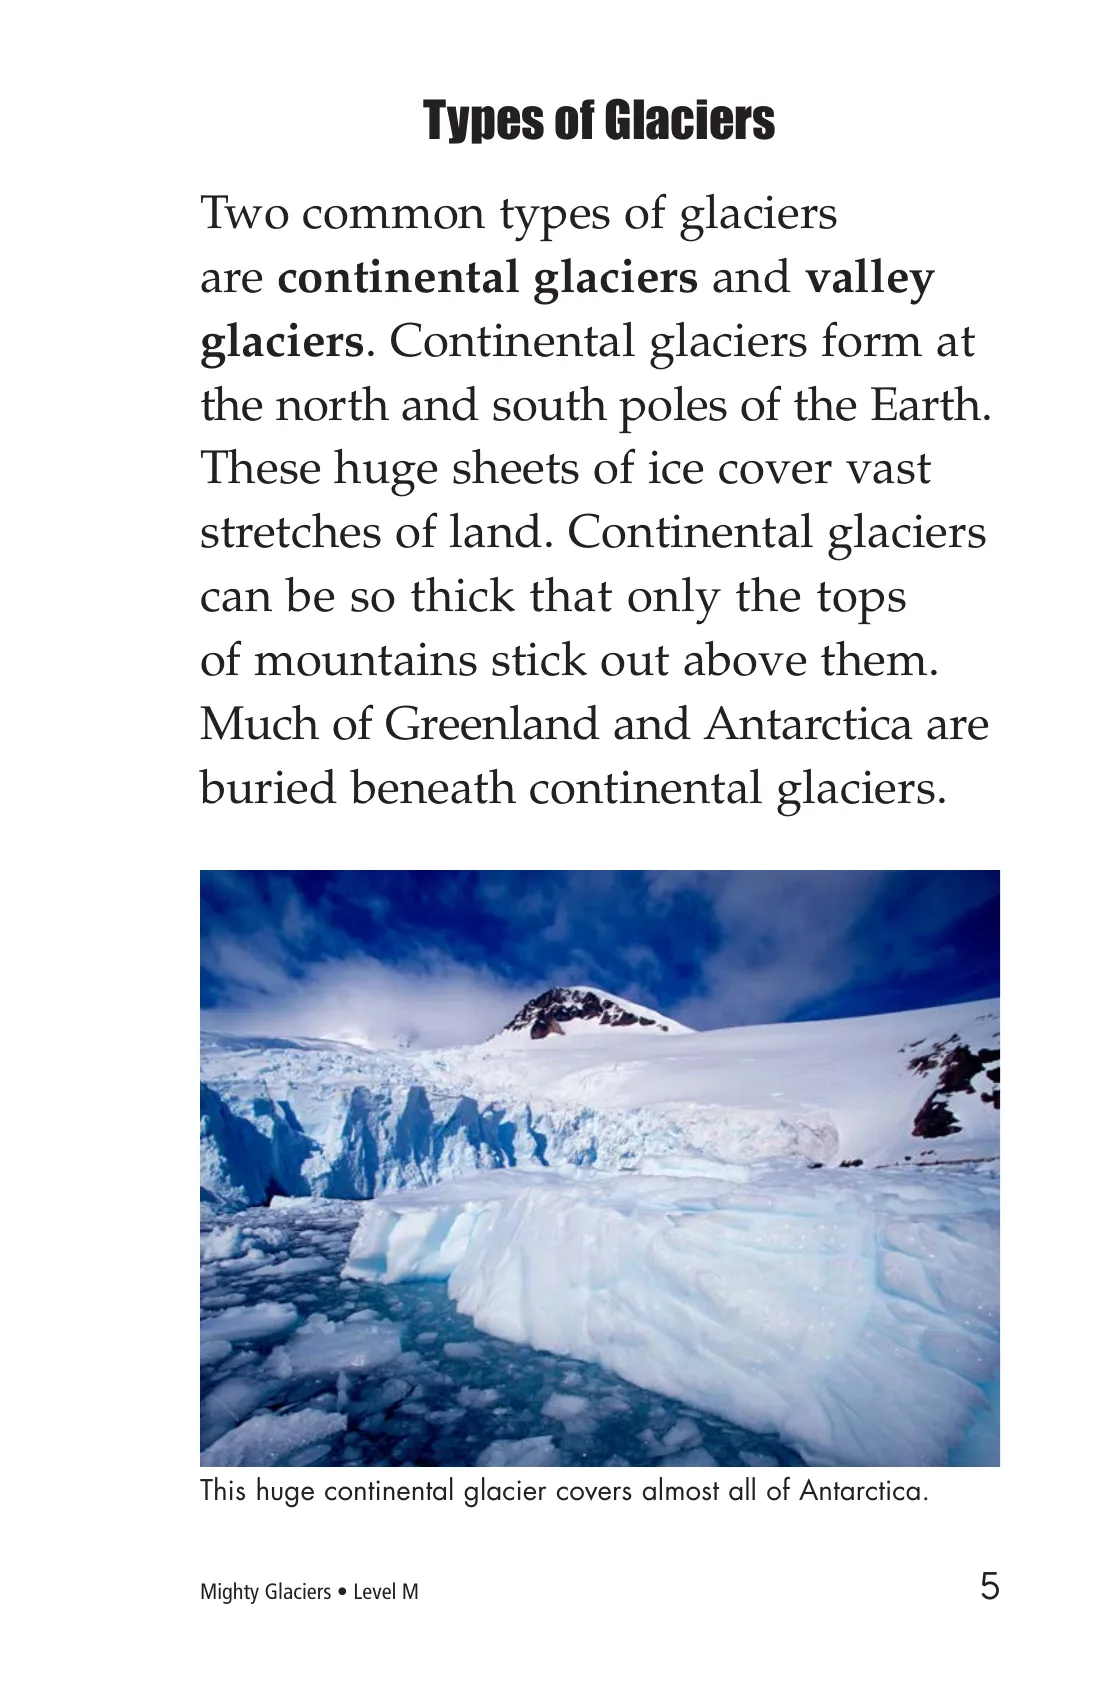 Types of Glaciers
Two common types of glaciers
are continental glaciers and valley
glaciers. Continental glaciers form at
the north and south poles of the Earth.
These huge sheets of ice cover vast
stretches of land. Continental glaciers
can be so thick that only the tops
of mountains stick out above them.
Much of Greenland and Antarctica are
buried beneath continental glaciers.
This huge continental glacier covers almost all of Antarctica.
Mighty Glaciers • Level M
5